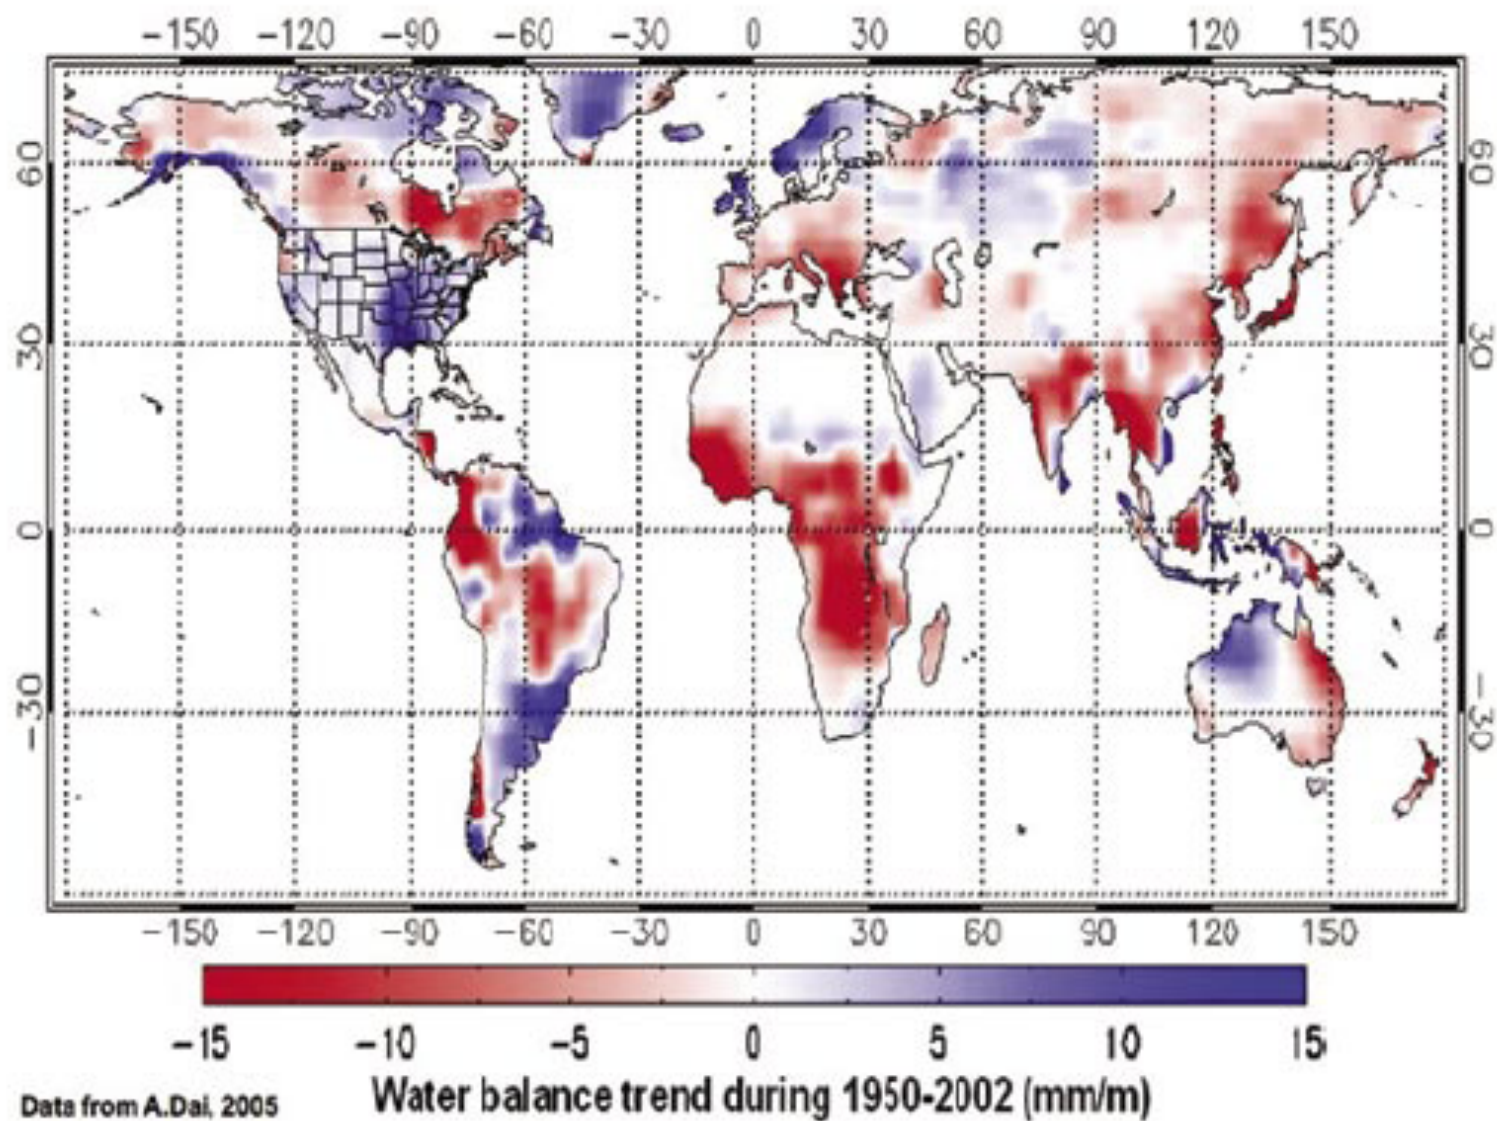 −150 −120 −90 −60 −30 0 30 60 90 120 150
60 60
30 30
0 0
−30 −30
−150 −120 −90 −60 −30 0 30 60 90 120 150
−15 −10 −5 0 5 10 15
Water balance trend during 1950-2002 (mm/m)
Data from A.Dai, 2005